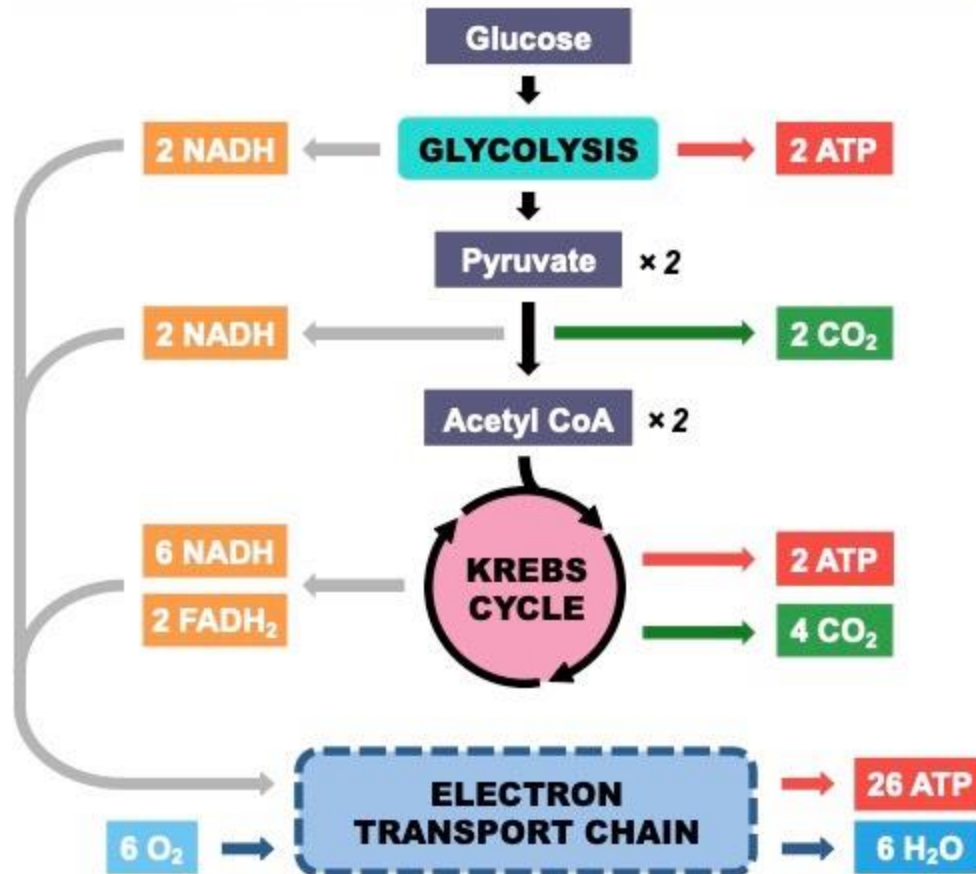 Glucose
2 NADH
GLYCOLYSIS
2 ATP
Pyruvate × 2
2 NADH
2 CO₂
Acetyl CoA × 2
6 NADH
2 FADH₂
KREBS
CYCLE
2 ATP
4 CO₂
ELECTRON
TRANSPORT CHAIN
26 ATP
6 O₂
6 H₂O